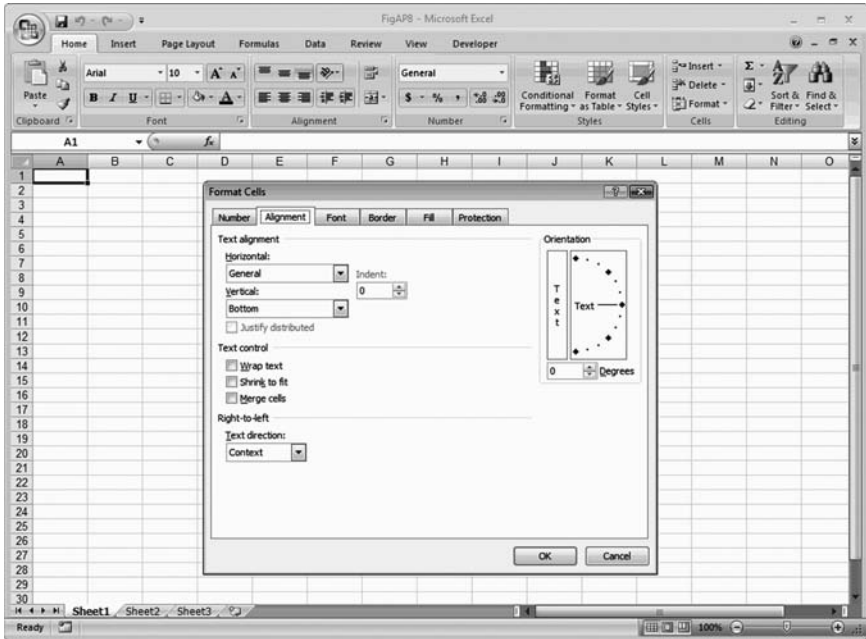 FigAP8 - Microsoft Excel
Home Insert Page Layout Formulas Data Review View Developer
Paste
Arial 10 A A
B I U A
General
$ % ,
Conditional Formatting
Format as Table
Cell Styles
Insert
Delete
Format
Σ
Sort & Filter
Find & Select
Clipboard Font Alignment Number Styles Cells Editing
A1 fx
A B C D E F G H I J K L M N O
1
2
3
4
5
6
7
8
9
10
11
12
13
14
15
16
17
18
19
20
21
22
23
24
25
26
27
28
29
30
Format Cells
Number Alignment Font Border Fill Protection
Text alignment
Horizontal:
General
Indent:
Vertical:
0
Bottom
Justify distributed
Text control
Wrap text
Shrink to fit
Merge cells
Right-to-left
Text direction:
Context
Orientation
Text
Text
0 Degrees
OK Cancel
Sheet1 Sheet2 Sheet3
Ready 100%